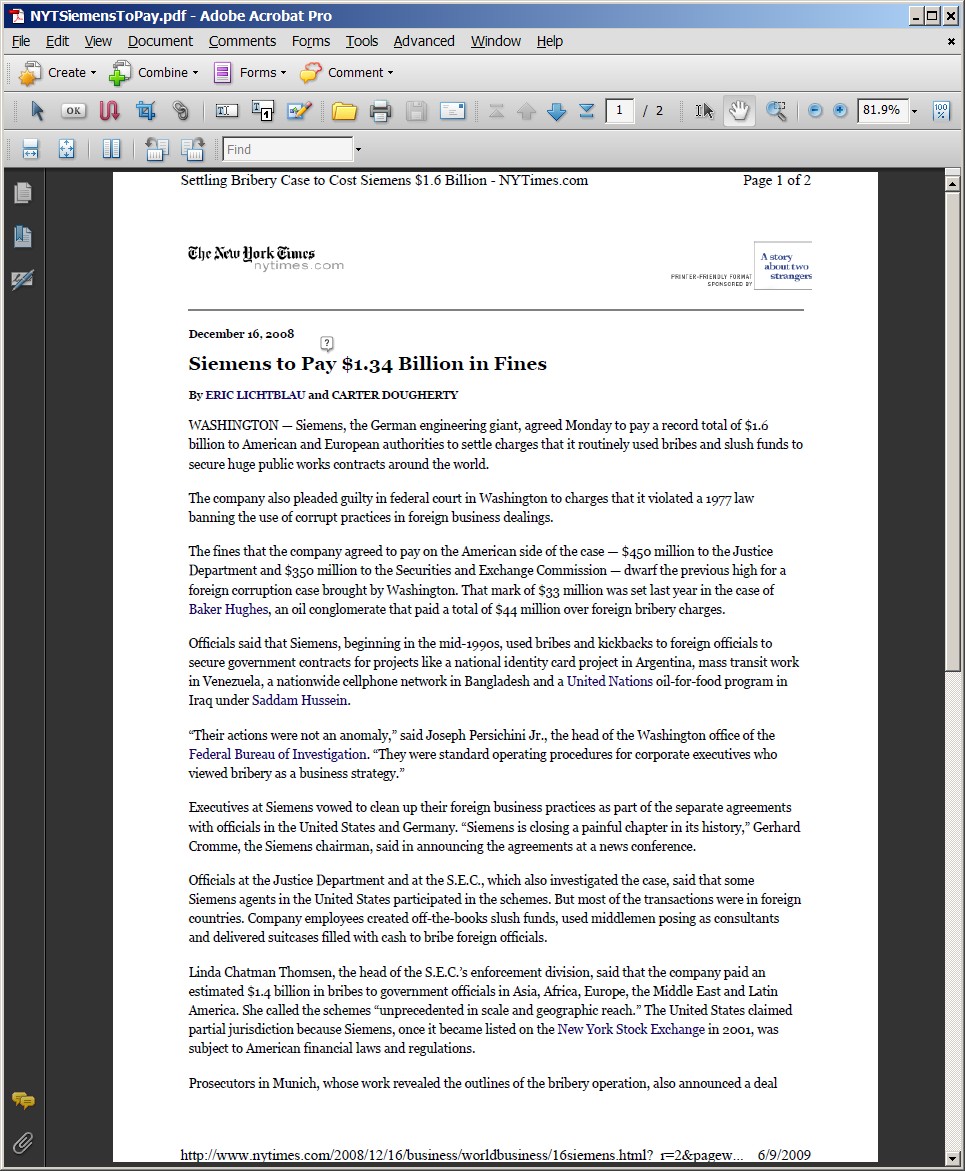 NYTSiemensToPay.pdf - Adobe Acrobat Pro
File Edit View Document Comments Forms Tools Advanced Window Help
Create Combine Forms Comment
OK 1 / 2 81.9% 100 %
Find
Settling Bribery Case to Cost Siemens $1.6 Billion - NYTimes.com Page 1 of 2
The New York Times
nytimes.com
PRINTER-FRIENDLY FORMAT
SPONSORED BY
A story
about two
strangers
December 16, 2008
?
Siemens to Pay $1.34 Billion in Fines
By ERIC LICHTBLAU and CARTER DOUGHERTY
WASHINGTON — Siemens, the German engineering giant, agreed Monday to pay a record total of $1.6
billion to American and European authorities to settle charges that it routinely used bribes and slush funds to
secure huge public works contracts around the world.
The company also pleaded guilty in federal court in Washington to charges that it violated a 1977 law
banning the use of corrupt practices in foreign business dealings.
The fines that the company agreed to pay on the American side of the case — $450 million to the Justice
Department and $350 million to the Securities and Exchange Commission — dwarf the previous high for a
foreign corruption case brought by Washington. That mark of $33 million was set last year in the case of
Baker Hughes, an oil conglomerate that paid a total of $44 million over foreign bribery charges.
Officials said that Siemens, beginning in the mid-1990s, used bribes and kickbacks to foreign officials to
secure government contracts for projects like a national identity card project in Argentina, mass transit work
in Venezuela, a nationwide cellphone network in Bangladesh and a United Nations oil-for-food program in
Iraq under Saddam Hussein.
“Their actions were not an anomaly,” said Joseph Persichini Jr., the head of the Washington office of the
Federal Bureau of Investigation. “They were standard operating procedures for corporate executives who
viewed bribery as a business strategy.”
Executives at Siemens vowed to clean up their foreign business practices as part of the separate agreements
with officials in the United States and Germany. “Siemens is closing a painful chapter in its history,” Gerhard
Cromme, the Siemens chairman, said in announcing the agreements at a news conference.
Officials at the Justice Department and at the S.E.C., which also investigated the case, said that some
Siemens agents in the United States participated in the schemes. But most of the transactions were in foreign
countries. Company employees created off-the-books slush funds, used middlemen posing as consultants
and delivered suitcases filled with cash to bribe foreign officials.
Linda Chatman Thomsen, the head of the S.E.C.’s enforcement division, said that the company paid an
estimated $1.4 billion in bribes to government officials in Asia, Africa, Europe, the Middle East and Latin
America. She called the schemes “unprecedented in scale and geographic reach.” The United States claimed
partial jurisdiction because Siemens, once it became listed on the New York Stock Exchange in 2001, was
subject to American financial laws and regulations.
Prosecutors in Munich, whose work revealed the outlines of the bribery operation, also announced a deal
http://www.nytimes.com/2008/12/16/business/worldbusiness/16siemens.html?_r=2&pagew... 6/9/2009